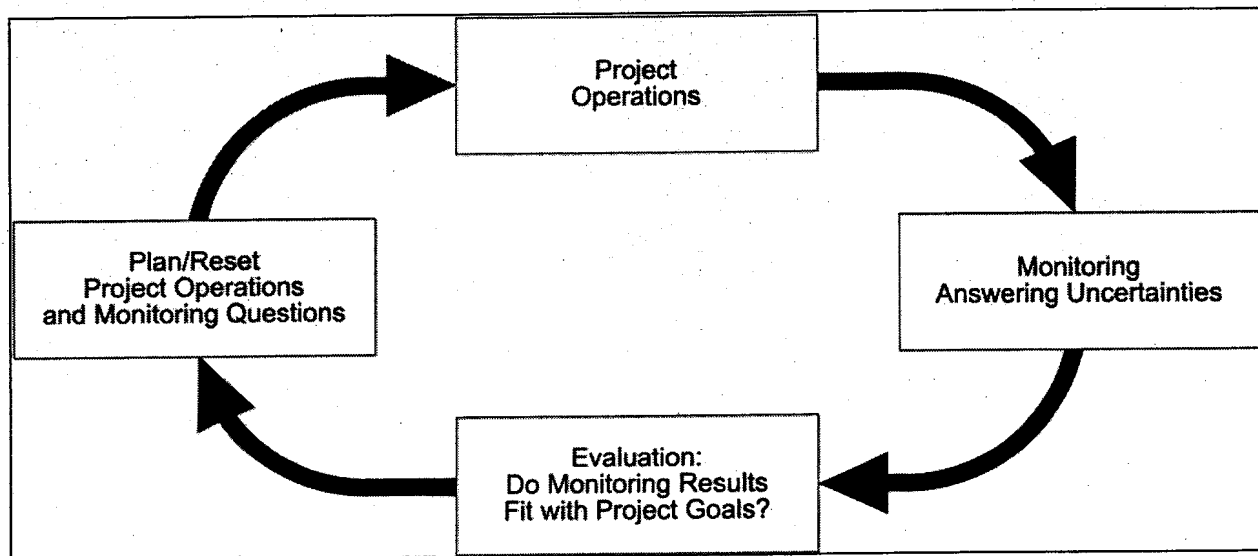 Project
Operations
Monitoring
Answering Uncertainties
Evaluation:
Do Monitoring Results
Fit with Project Goals?
Plan/Reset
Project Operations
and Monitoring Questions